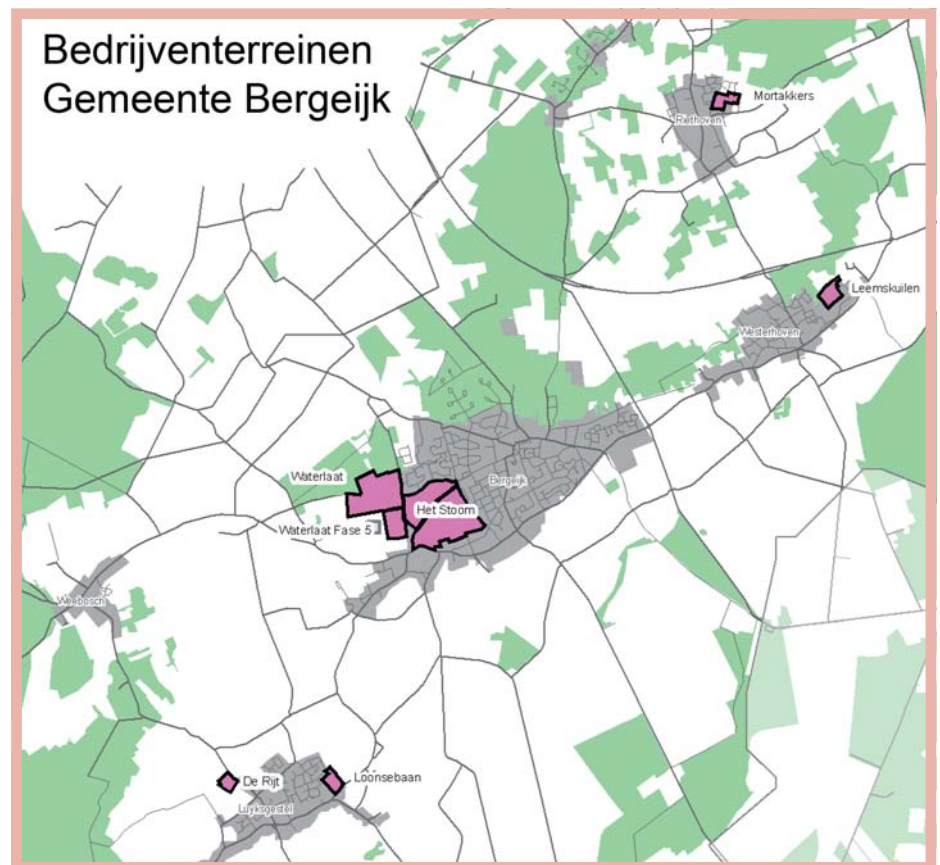 Bedrijventerreinen
Gemeente Bergeijk
Mortakkers
Riethoven
Leemskuilen
Westerhoven
Waterlaat
Bergeijk
Het Stoom
Waterlaat Fase 5
Weebosch
De Rijt
Loonsebaan
Luyksgestel